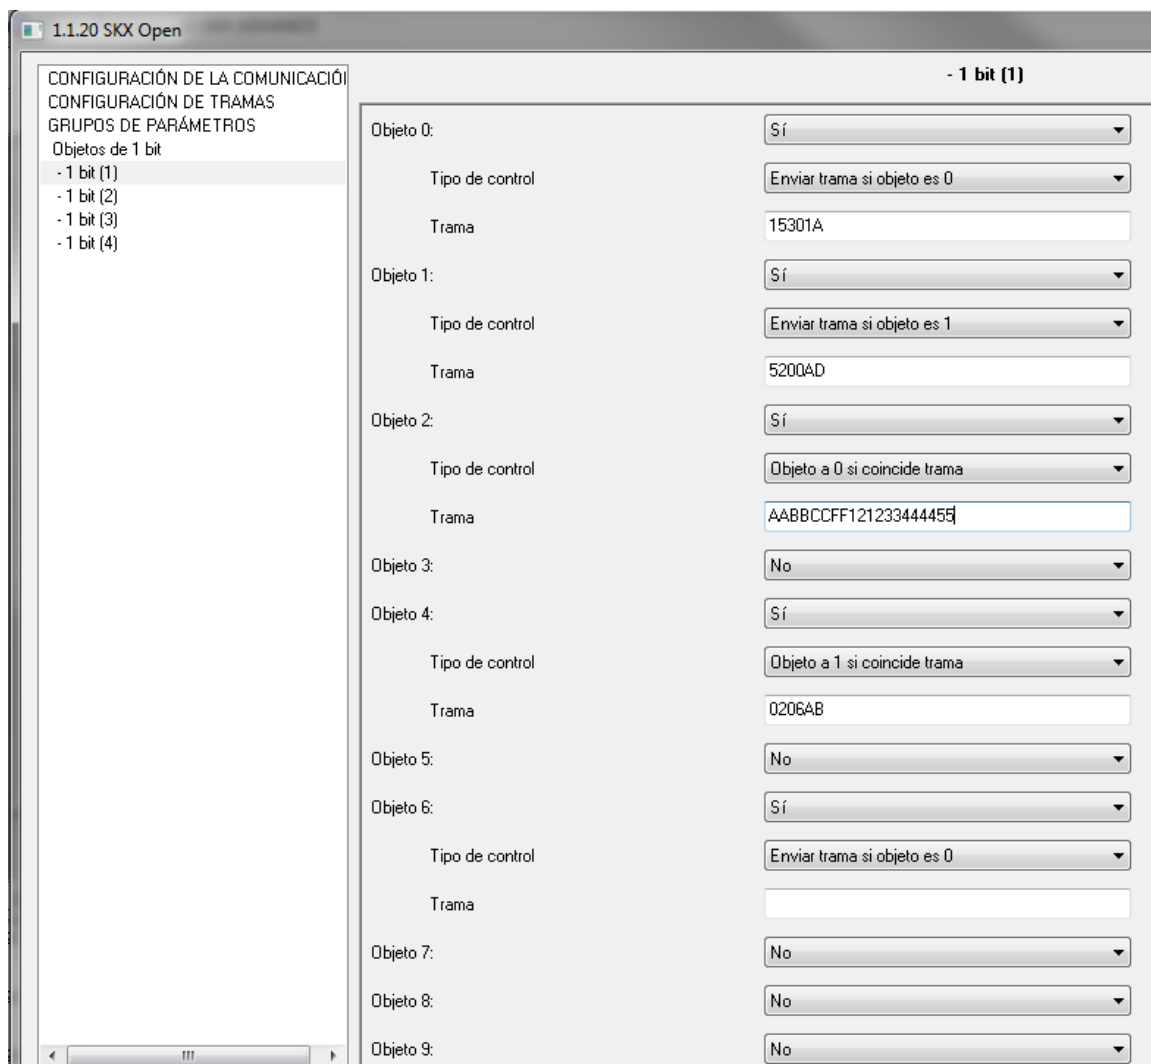 1.1.20 SKX Open
CONFIGURACIÓN DE LA COMUNICACIÓI
CONFIGURACIÓN DE TRAMAS
GRUPOS DE PARÁMETROS
Objetos de 1 bit
- 1 bit (1)
- 1 bit (2)
- 1 bit (3)
- 1 bit (4)
- 1 bit (1)
Objeto 0: Sí
Tipo de control Enviar trama si objeto es 0
Trama 15301A
Objeto 1: Sí
Tipo de control Enviar trama si objeto es 1
Trama 5200AD
Objeto 2: Sí
Tipo de control Objeto a 0 si coincide trama
Trama AABBCCFF121233444455
Objeto 3: No
Objeto 4: Sí
Tipo de control Objeto a 1 si coincide trama
Trama 0206AB
Objeto 5: No
Objeto 6: Sí
Tipo de control Enviar trama si objeto es 0
Trama
Objeto 7: No
Objeto 8: No
Objeto 9: No